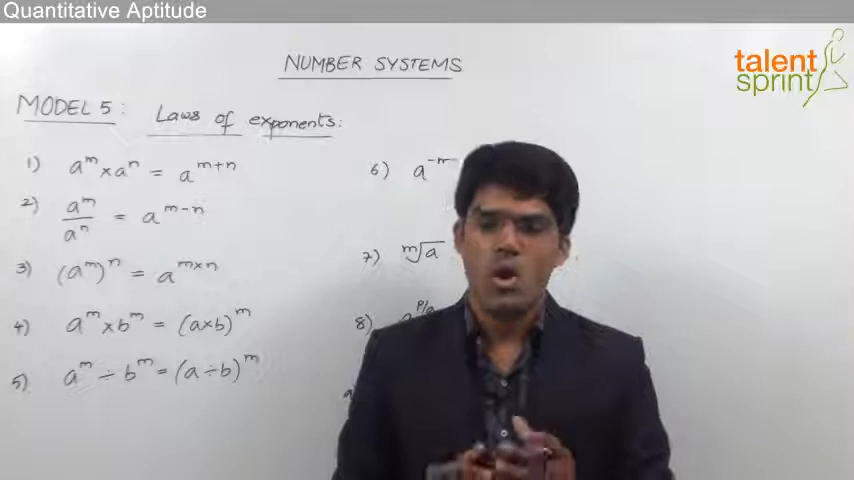 Quantitative Aptitude
talent
sprint
NUMBER SYSTEMS
MODEL 5: Laws of exponents:
1) a^m × a^n = a^(m+n)
2) a^m / a^n = a^(m-n)
3) (a^m)^n = a^(m×n)
4) a^m × b^m = (a×b)^m
5) a^m ÷ b^m = (a÷b)^m
6) a^-m
7) m√a
8)